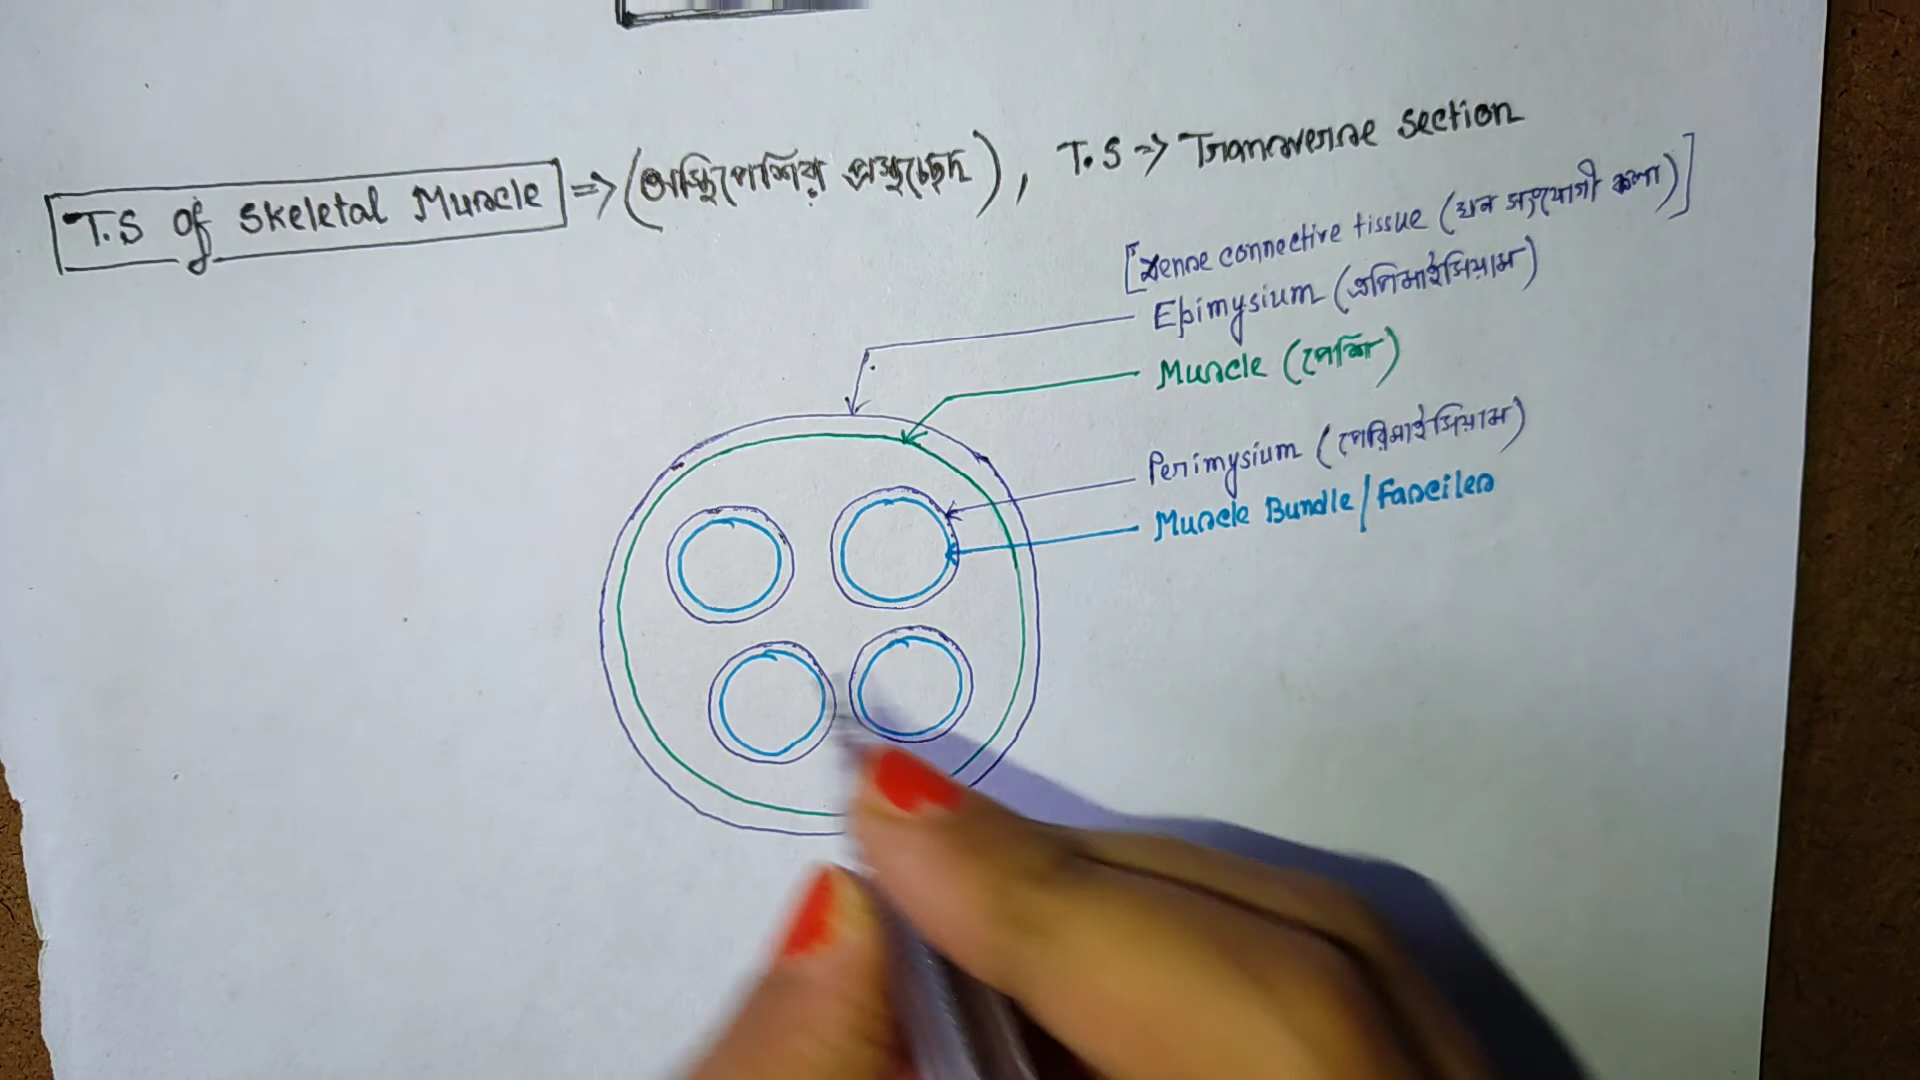 T.S of Skeletal Muscle => (অস্থিপেশির প্রস্থচ্ছেদ), T.S => Transverse section
[Dense connective tissue (ঘন সংযোগী কলা)]
Epimysium (এপিমাইসিয়াম)
Muscle (পেশি)
Perimysium (পেরিমাইসিয়াম)
Muscle Bundle/Fasciles